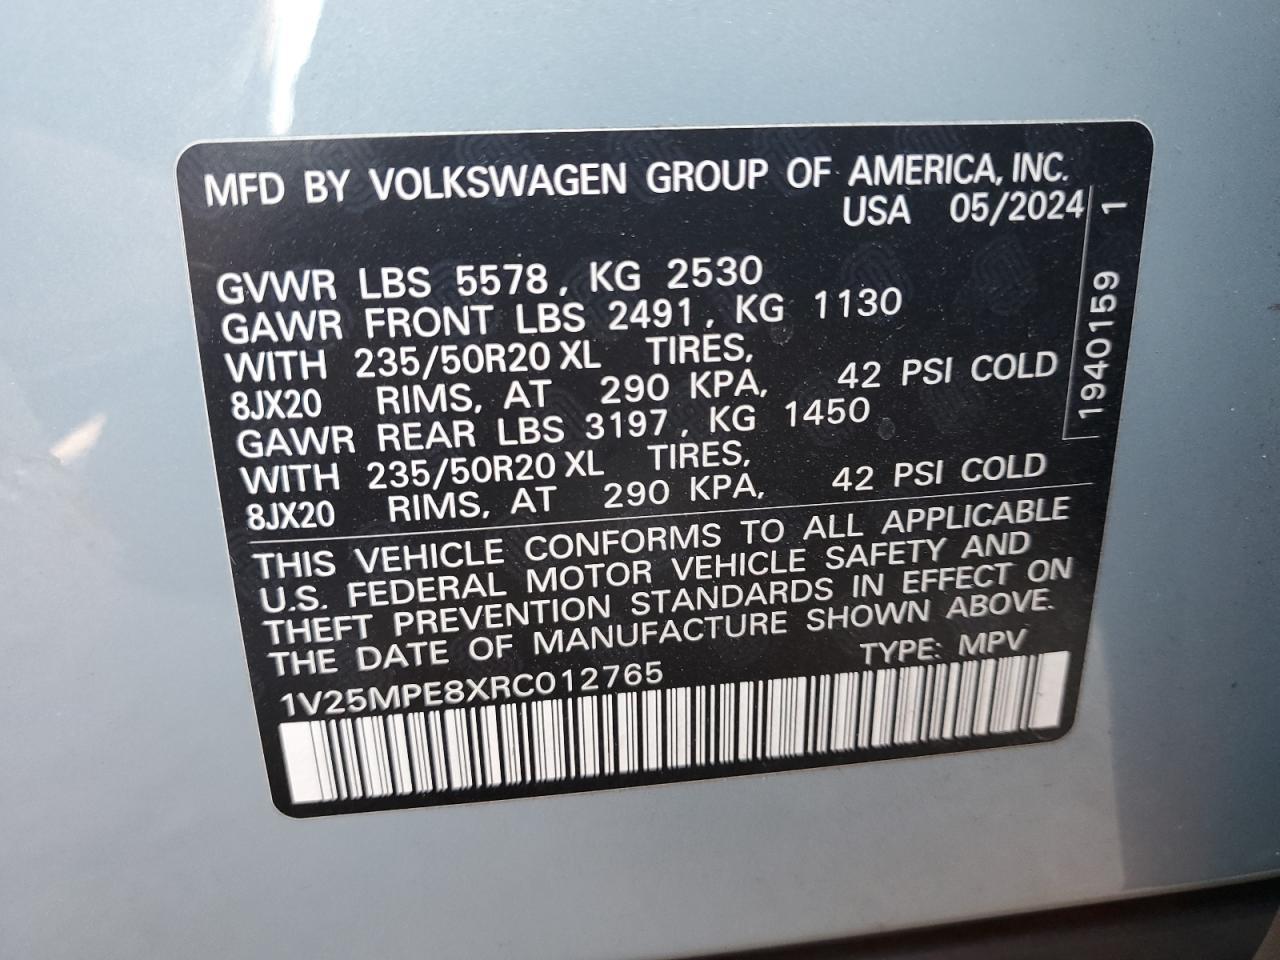 MFD BY VOLKSWAGEN GROUP OF AMERICA, INC.
USA 05/2024
GVWR LBS 5578, KG 2530
GAWR FRONT LBS 2491, KG 1130
WITH 235/50R20 XL TIRES,
8JX20 RIMS, AT 290 KPA, 42 PSI COLD
GAWR REAR LBS 3197, KG 1450
WITH 235/50R20 XL TIRES,
8JX20 RIMS, AT 290 KPA, 42 PSI COLD
THIS VEHICLE CONFORMS TO ALL APPLICABLE
U.S. FEDERAL MOTOR VEHICLE SAFETY AND
THEFT PREVENTION STANDARDS IN EFFECT ON
THE DATE OF MANUFACTURE SHOWN ABOVE.
1V25MPE8XRC012765 TYPE: MPV
1940159 1